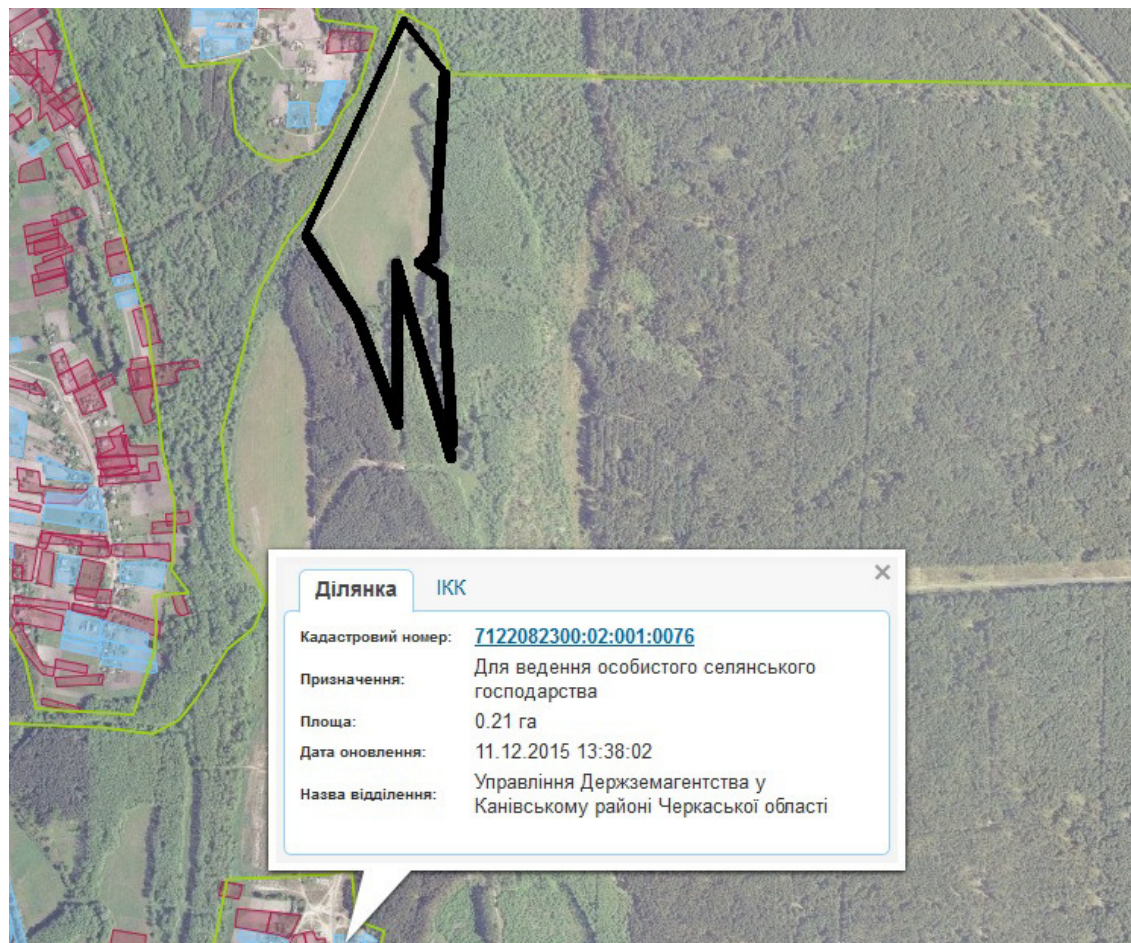 Ділянка ІКК ×
Кадастровий номер: 7122082300:02:001:0076
Призначення: Для ведення особистого селянського
господарства
Площа: 0.21 га
Дата оновлення: 11.12.2015 13:38:02
Назва відділення: Управління Держземагентства у
Канівському районі Черкаської області